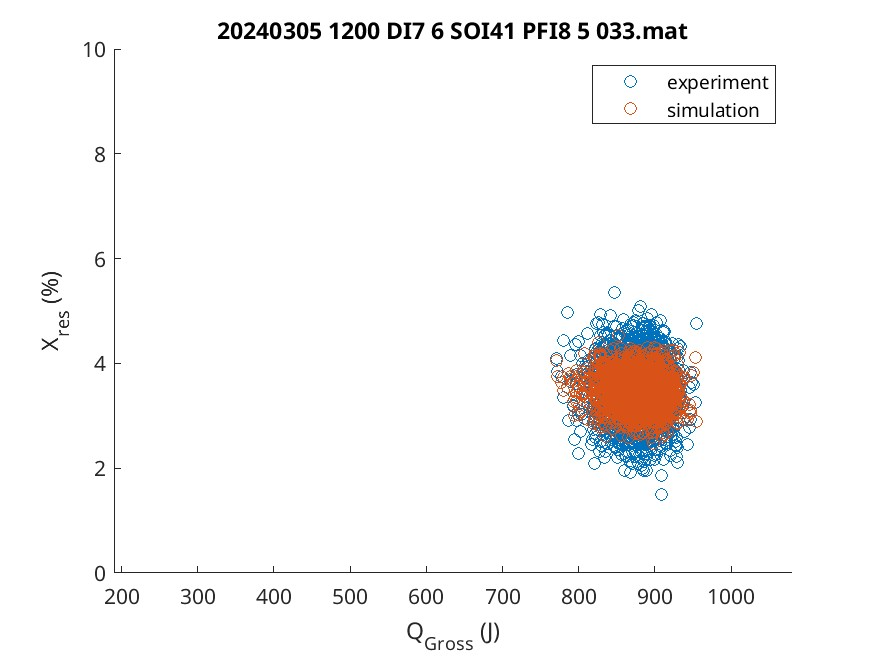 20240305 1200 DI7 6 SOI41 PFI8 5 033.mat
experiment
simulation
10
8
6
4
2
0
X_res (%)
200 300 400 500 600 700 800 900 1000
Q_Gross (J)